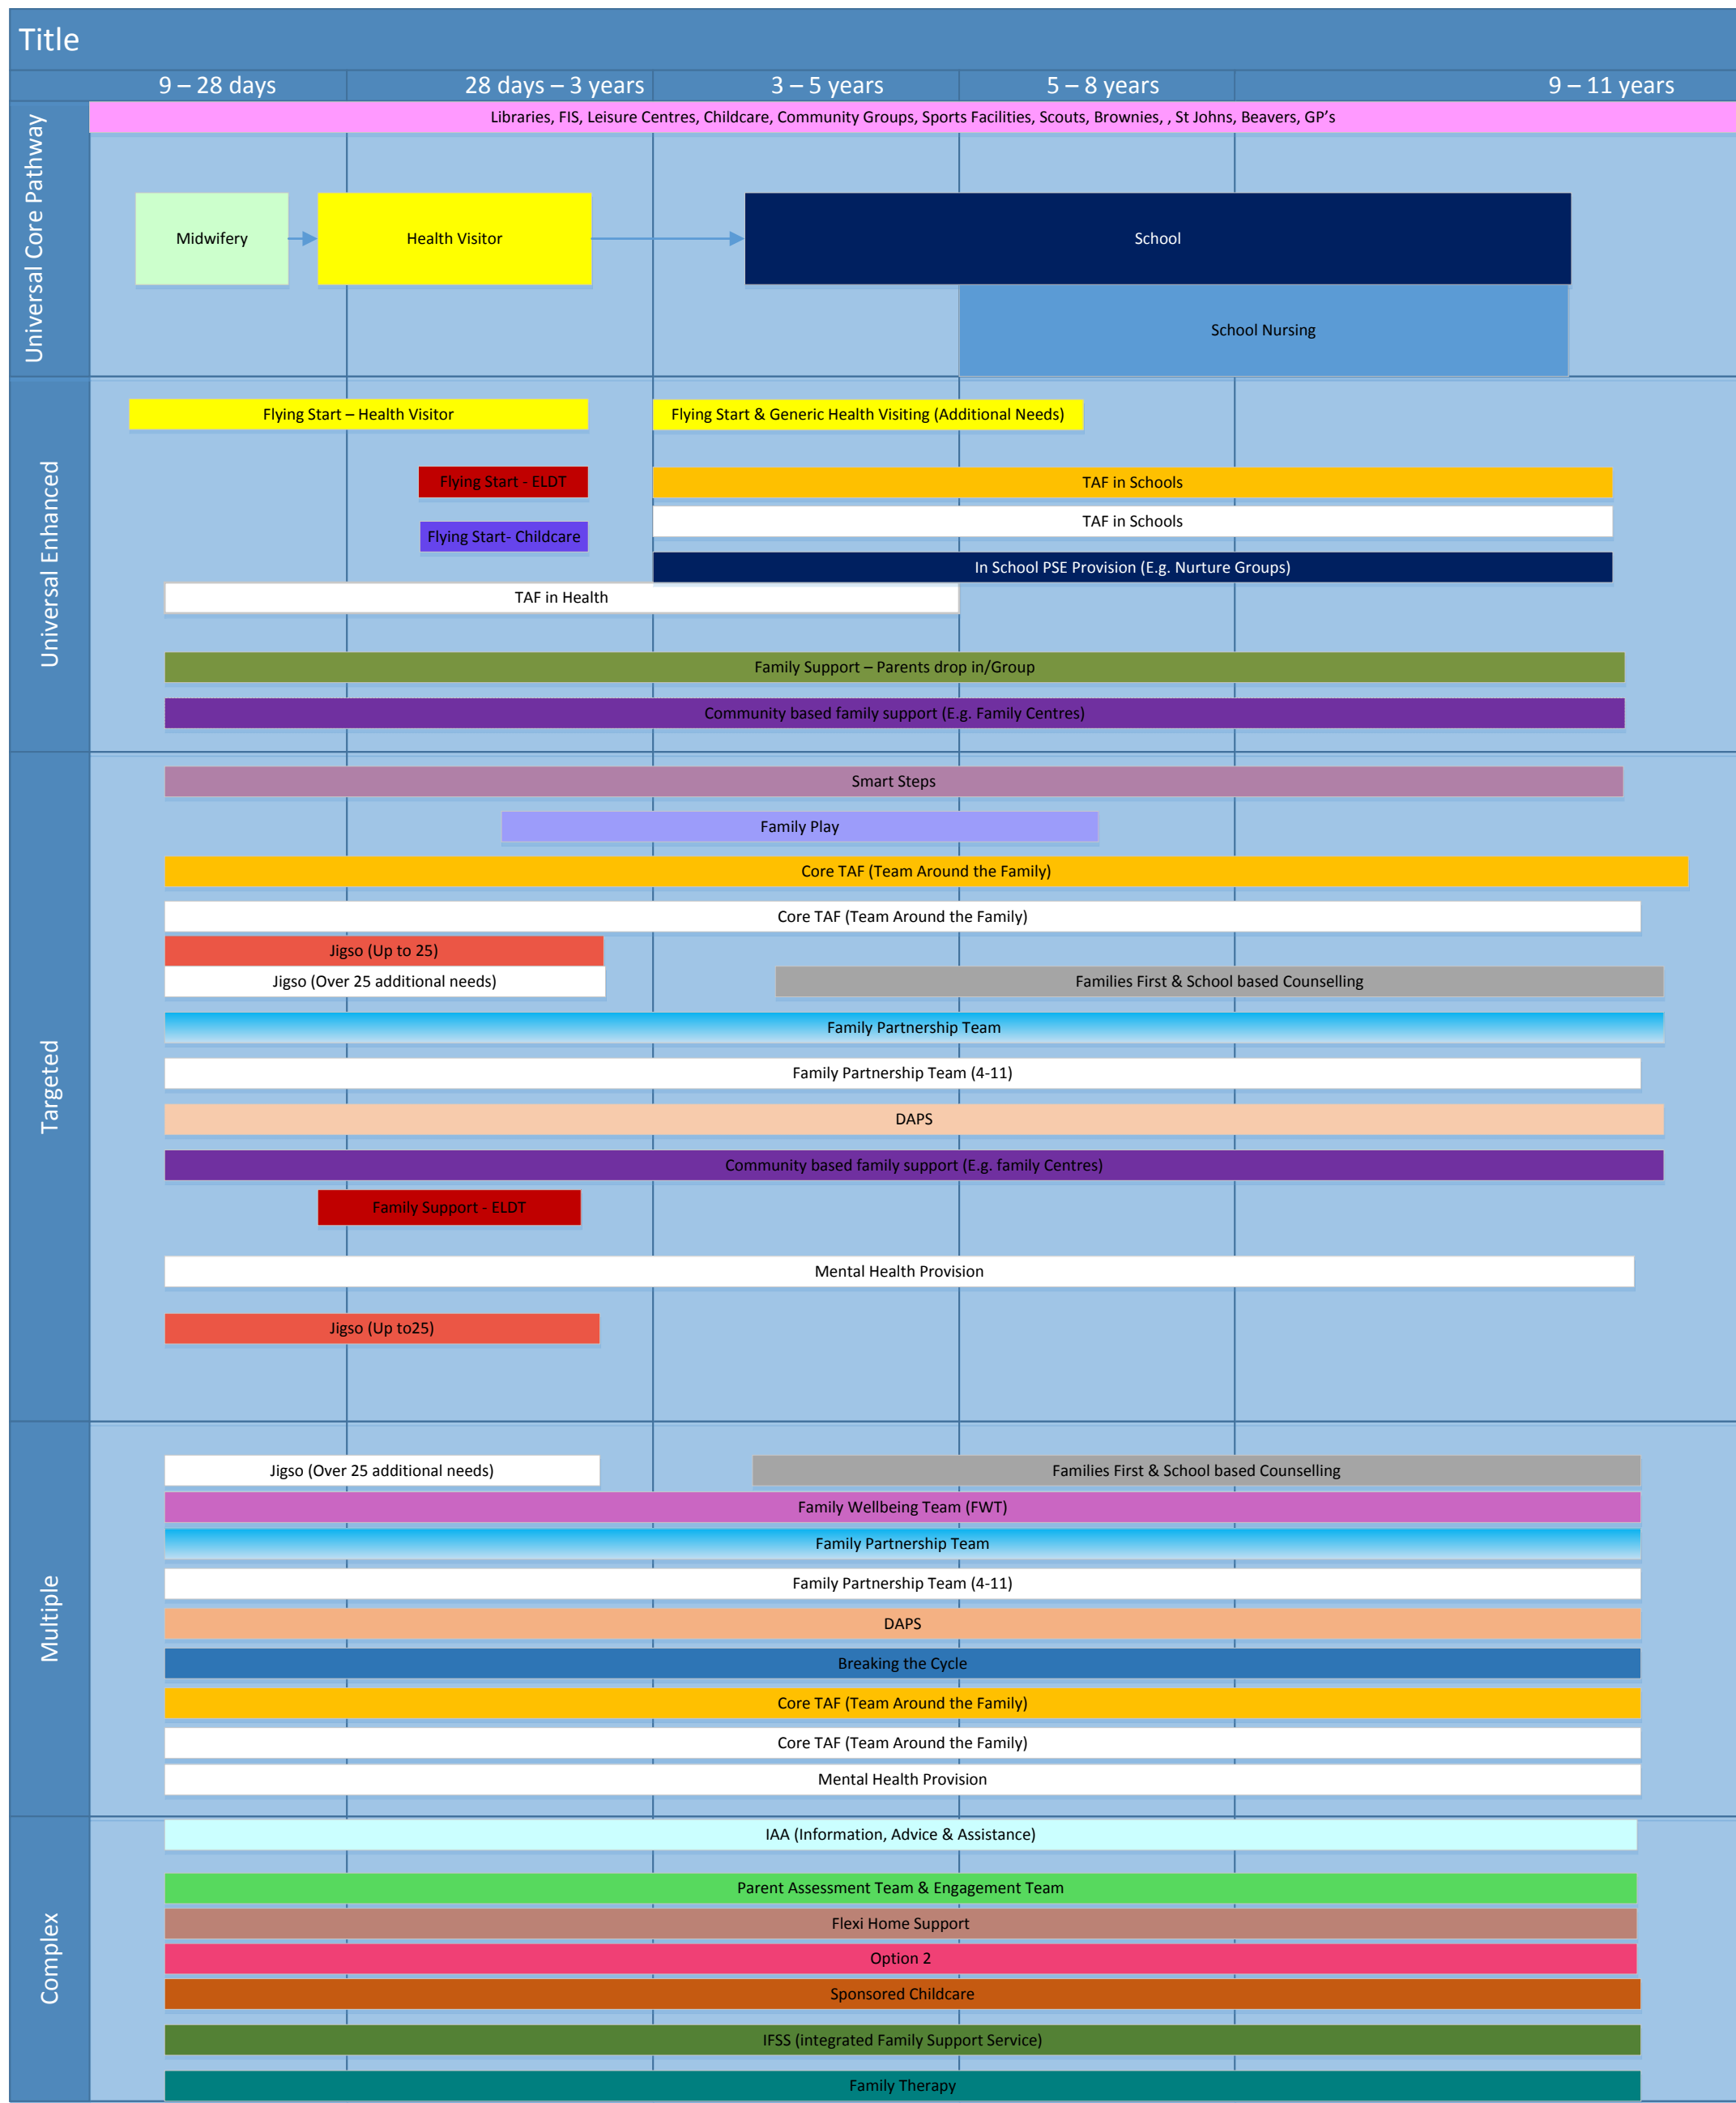 Title
9 – 28 days
28 days – 3 years
3 – 5 years
5 – 8 years
9 – 11 years
Universal Core Pathway
Libraries, FIS, Leisure Centres, Childcare, Community Groups, Sports Facilities, Scouts, Brownies, , St Johns, Beavers, GP’s
Midwifery
Health Visitor
School
School Nursing
Universal Enhanced
Flying Start – Health Visitor
Flying Start & Generic Health Visiting (Additional Needs)
Flying Start - ELDT
TAF in Schools
TAF in Schools
Flying Start- Childcare
In School PSE Provision (E.g. Nurture Groups)
TAF in Health
Family Support – Parents drop in/Group
Community based family support (E.g. Family Centres)
Targeted
Smart Steps
Family Play
Core TAF (Team Around the Family)
Core TAF (Team Around the Family)
Jigso (Up to 25)
Jigso (Over 25 additional needs)
Families First & School based Counselling
Family Partnership Team
Family Partnership Team (4-11)
DAPS
Community based family support (E.g. family Centres)
Family Support - ELDT
Mental Health Provision
Jigso (Up to25)
Multiple
Jigso (Over 25 additional needs)
Families First & School based Counselling
Family Wellbeing Team (FWT)
Family Partnership Team
Family Partnership Team (4-11)
DAPS
Breaking the Cycle
Core TAF (Team Around the Family)
Core TAF (Team Around the Family)
Mental Health Provision
Complex
IAA (Information, Advice & Assistance)
Parent Assessment Team & Engagement Team
Flexi Home Support
Option 2
Sponsored Childcare
IFSS (integrated Family Support Service)
Family Therapy